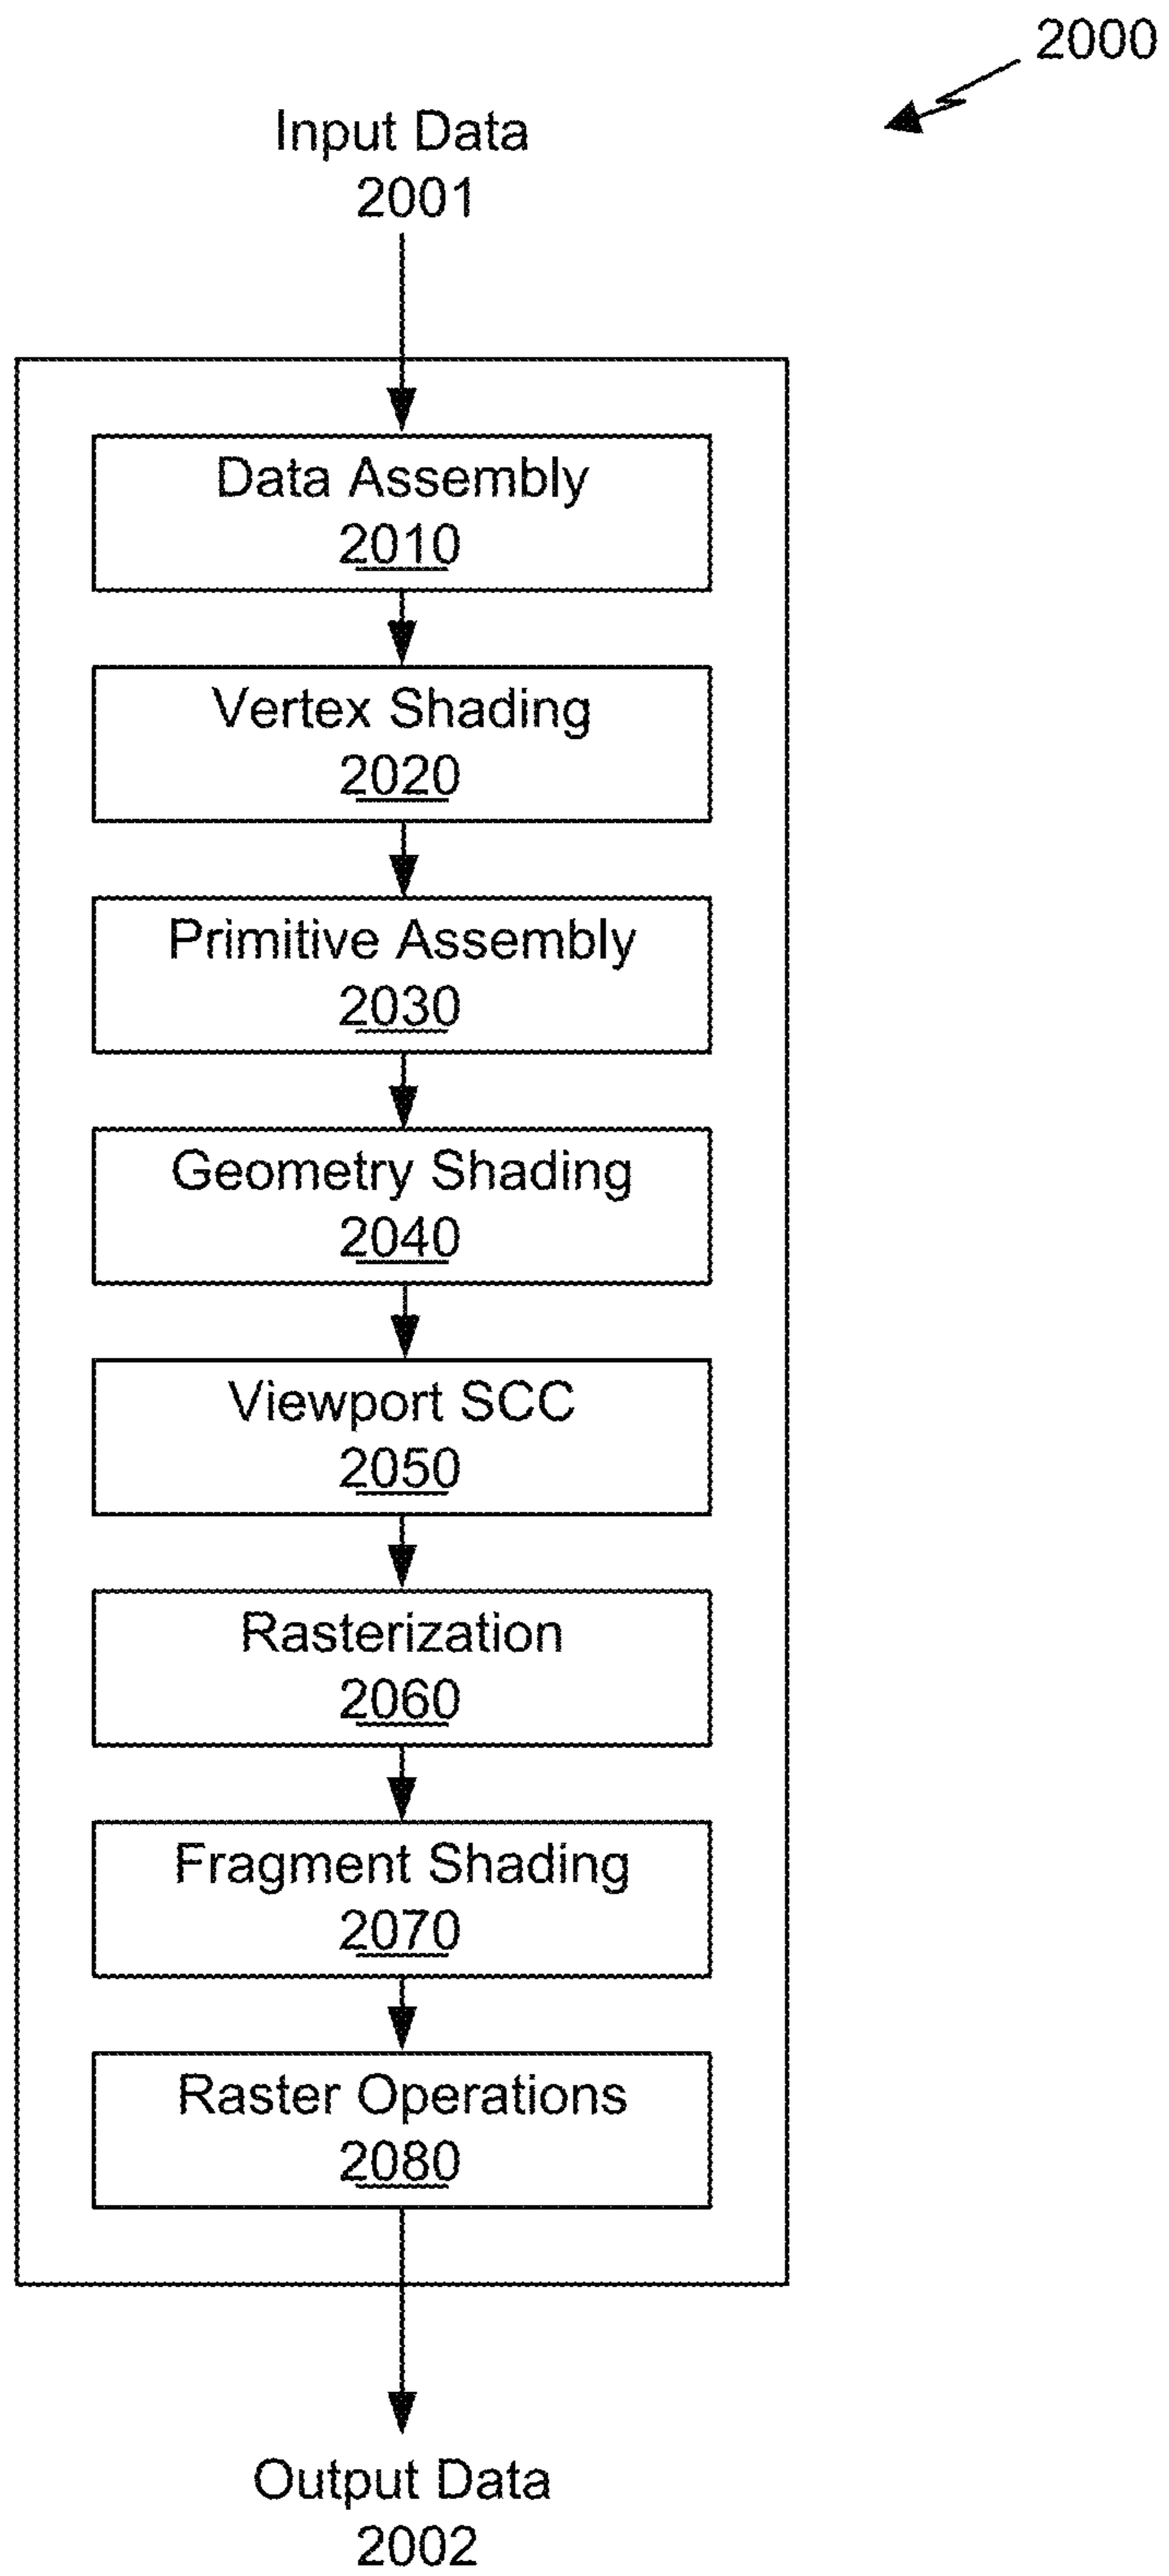 2000
Input Data
2001
Data Assembly
2010
Vertex Shading
2020
Primitive Assembly
2030
Geometry Shading
2040
Viewport SCC
2050
Rasterization
2060
Fragment Shading
2070
Raster Operations
2080
Output Data
2002